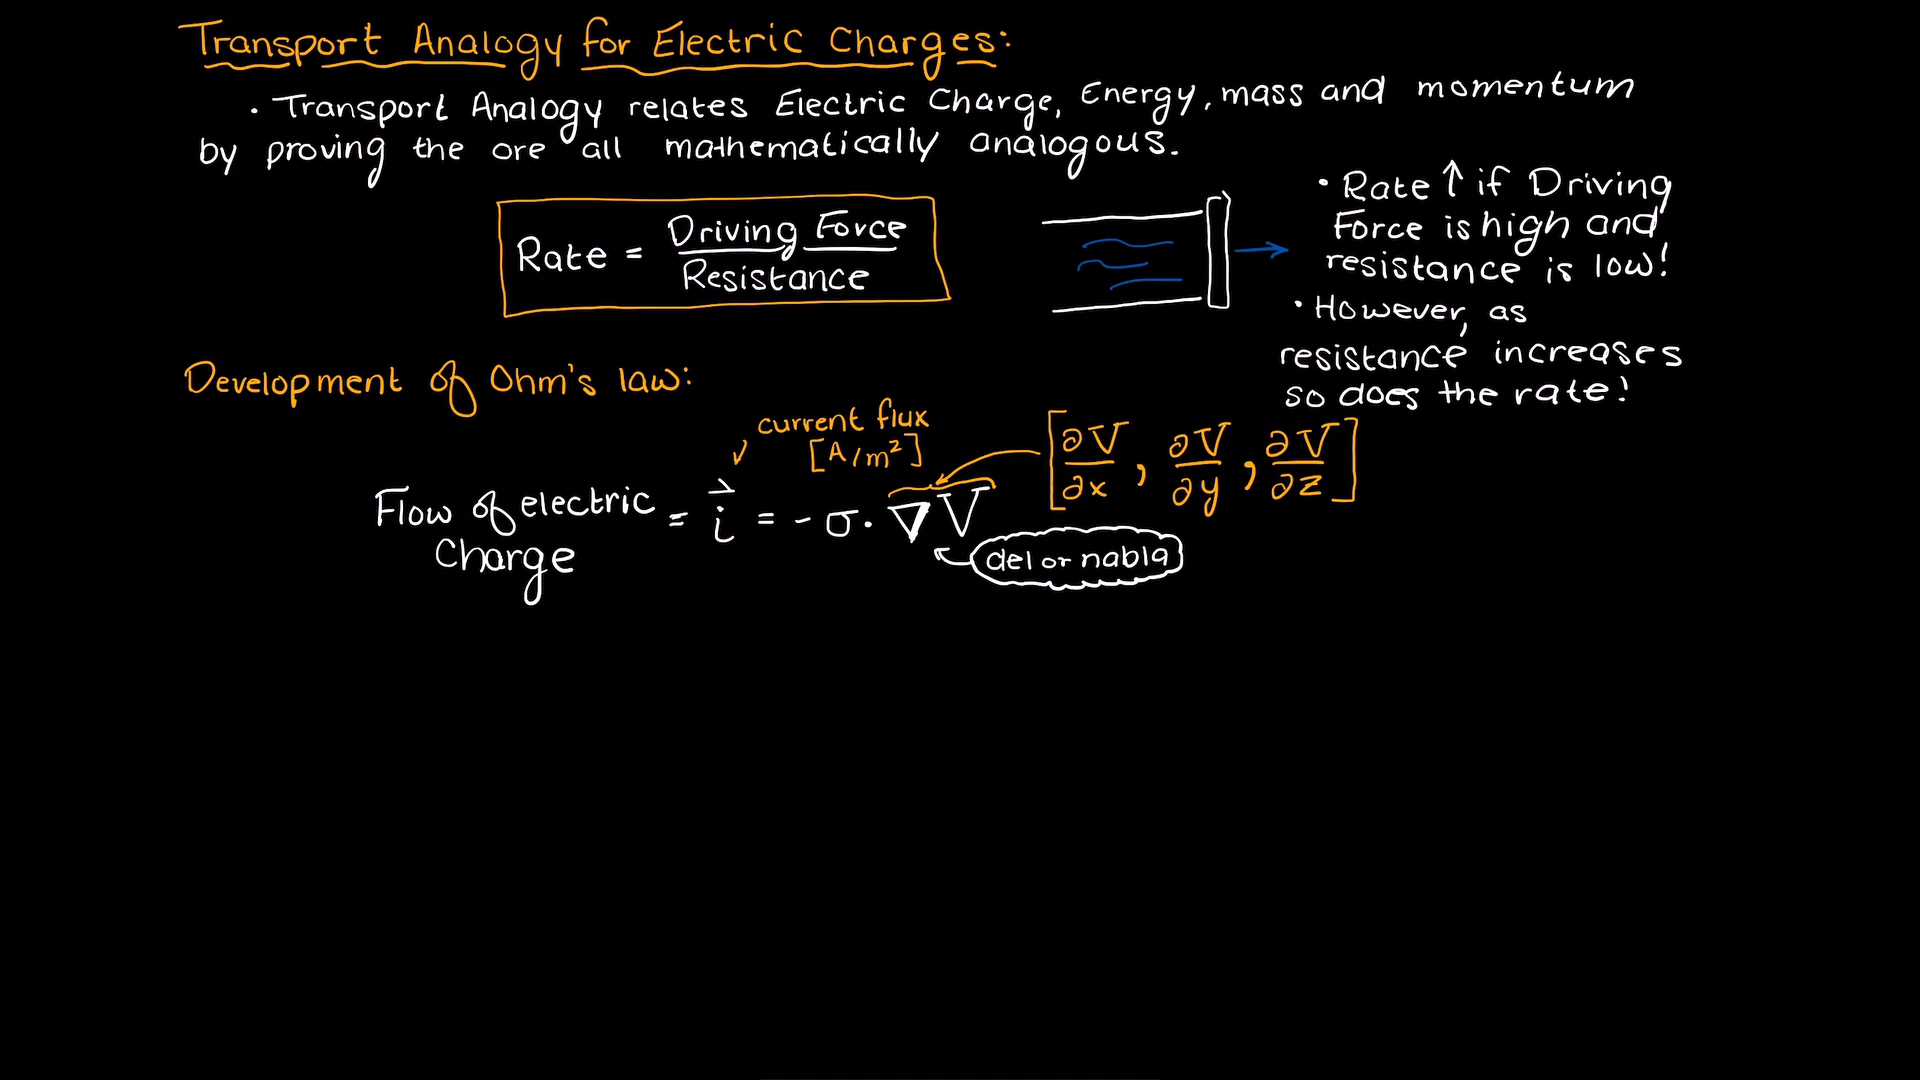 Transport Analogy for Electric Charges:
· Transport Analogy relates Electric Charge, Energy, mass and momentum
by proving the ore all mathematically analogous.
Rate = Driving Force / Resistance
· Rate ↑ if Driving
Force is high and
resistance is low!
· However, as
resistance increases
so does the rate!
Development of Ohm's law:
current flux
[A/m²]
[∂V/∂x, ∂V/∂y, ∂V/∂z]
Flow of electric
Charge
= i⃗ = - σ · ∇V
del or nabla